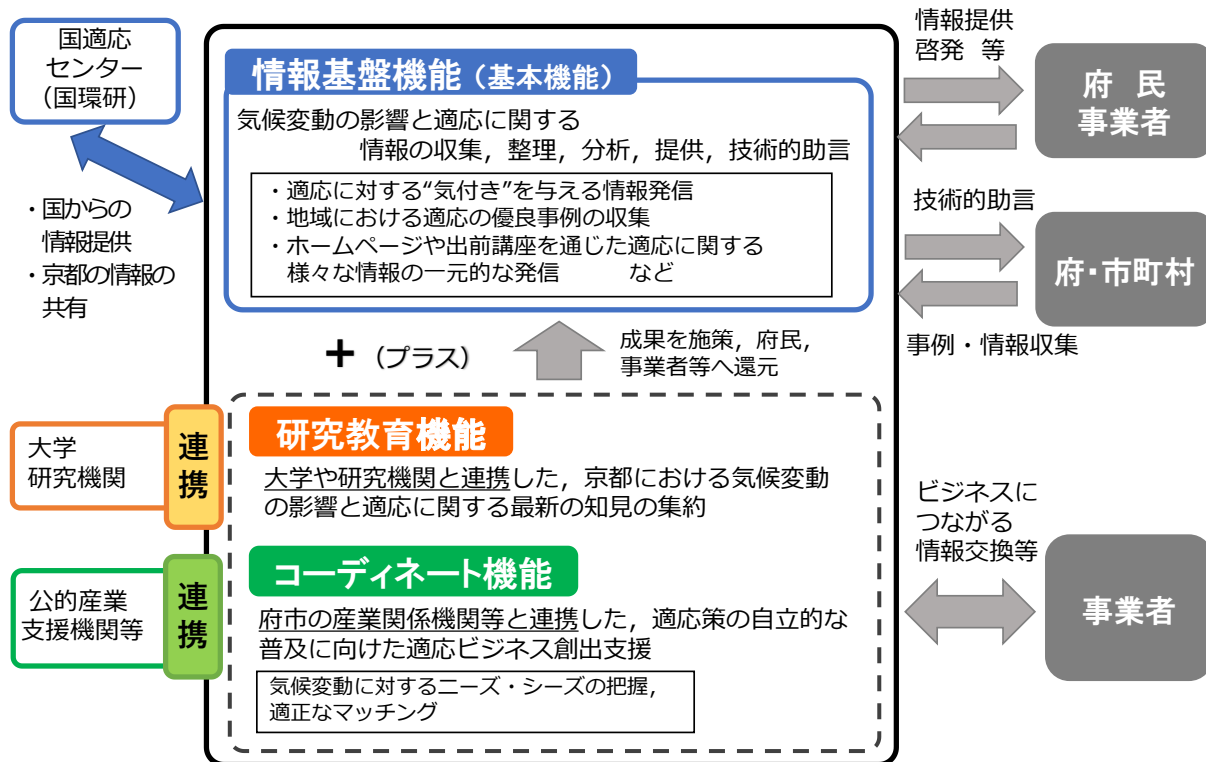 国適応
センター
（国環研）
・国からの
情報提供
・京都の情報の
共有
情報基盤機能（基本機能）
気候変動の影響と適応に関する
情報の収集，整理，分析，提供，技術的助言
・適応に対する“気付き”を与える情報発信
・地域における適応の優良事例の収集
・ホームページや出前講座を通じた適応に関する
様々な情報の一元的な発信　　　など
＋（プラス）
成果を施策，府民，
事業者等へ還元
大学
研究機関
連携
研究教育機能
大学や研究機関と連携した，京都における気候変動
の影響と適応に関する最新の知見の集約
公的産業
支援機関等
連携
コーディネート機能
府市の産業関係機関等と連携した，適応策の自立的な
普及に向けた適応ビジネス創出支援
気候変動に対するニーズ・シーズの把握，
適正なマッチング
情報提供
啓発 等
府 民
事業者
技術的助言
府・市町村
事例・情報収集
ビジネスに
つながる
情報交換等
事業者